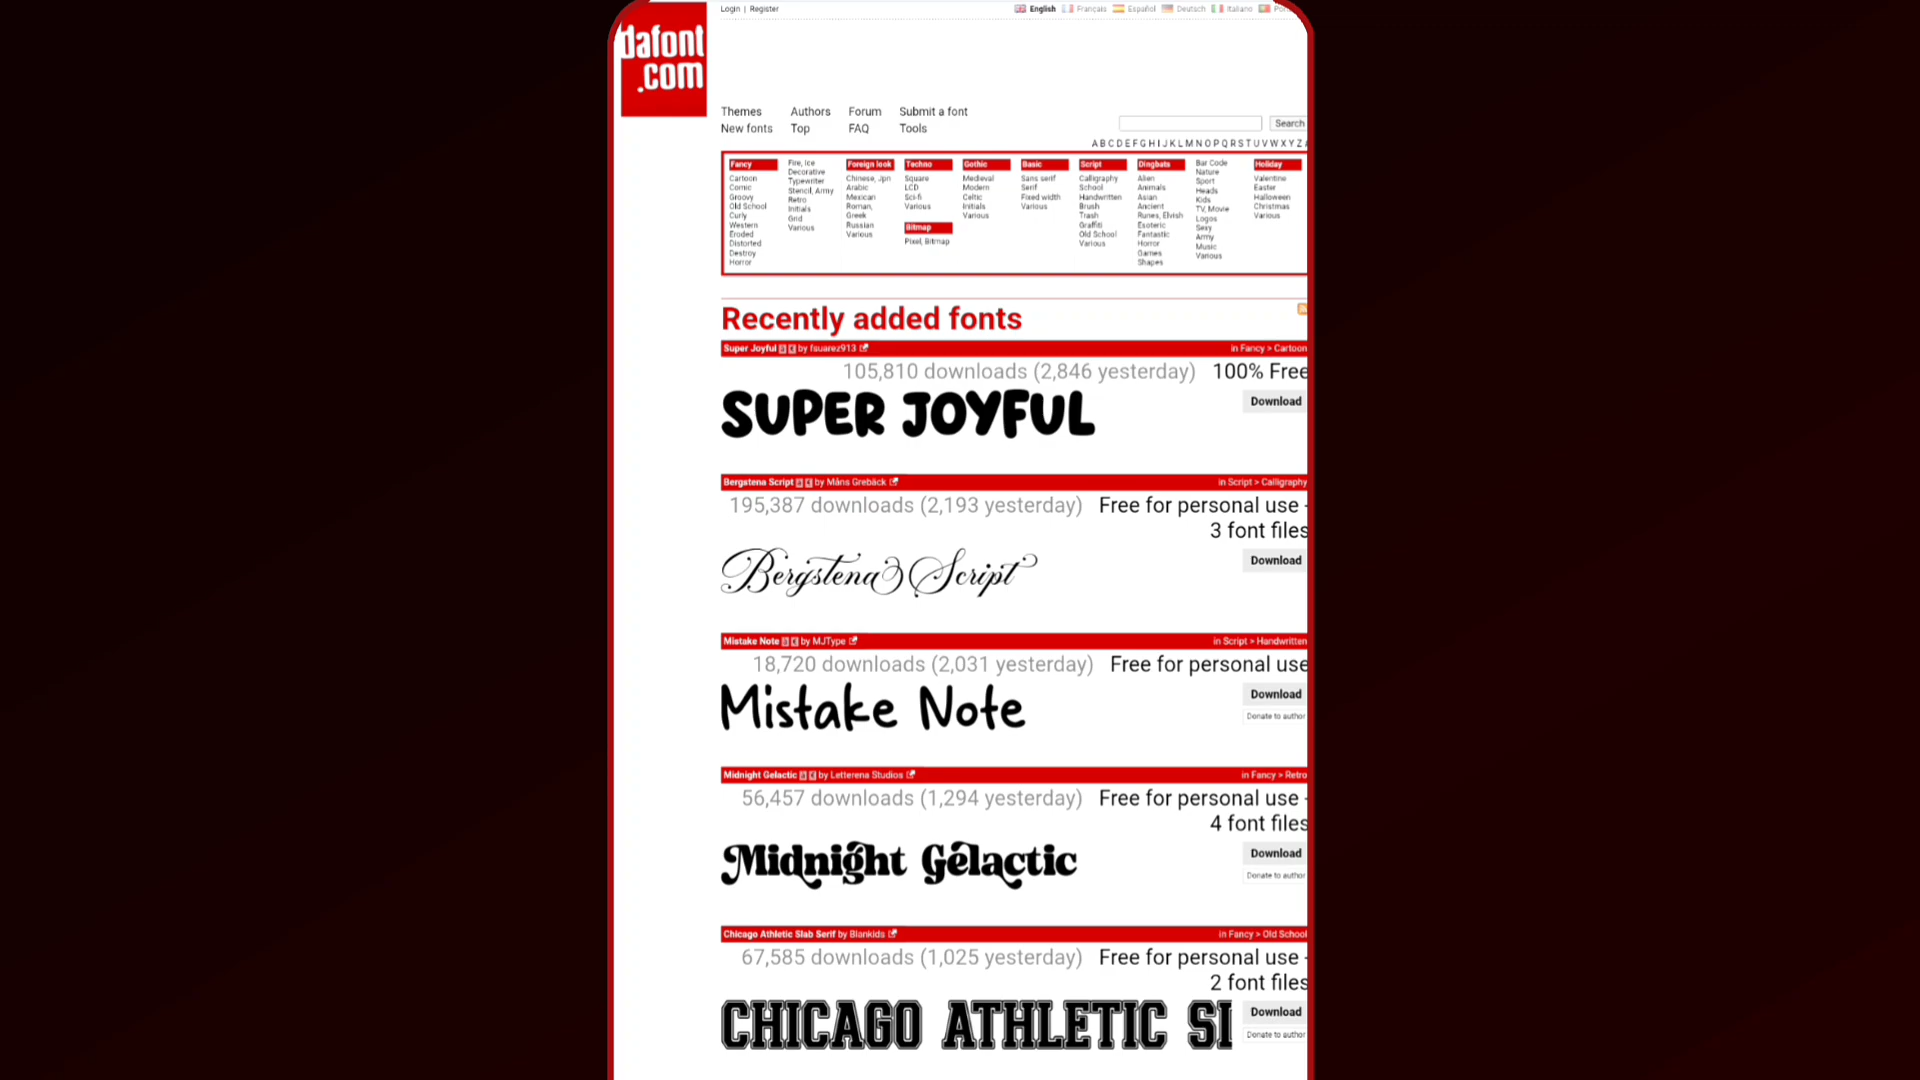 dafont
.com
Login | Register
English Français Español Deutsch Italiano
Themes Authors Forum Submit a font
New fonts Top FAQ Tools
Search
A B C D E F G H I J K L M N O P Q R S T U V W X Y Z
Fancy
Cartoon
Comic
Groovy
Old School
Curly
Western
Eroded
Distorted
Destroy
Horror
Fire, Ice
Decorative
Typewriter
Stencil, Army
Retro
Initials
Grid
Various
Foreign look
Chinese, Jpn
Arabic
Mexican
Roman,
Greek
Russian
Various
Techno
Square
LCD
Sci-fi
Various
Bitmap
Pixel, Bitmap
Gothic
Medieval
Modern
Celtic
Initials
Various
Basic
Sans serif
Serif
Fixed width
Various
Script
Calligraphy
School
Handwritten
Brush
Trash
Graffiti
Old School
Various
Dingbats
Alien
Animals
Asian
Ancient
Runes, Elvish
Esoteric
Fantastic
Horror
Games
Shapes
Bar Code
Nature
Sport
Heads
Kids
TV, Movie
Logos
Sexy
Army
Music
Various
Holiday
Valentine
Easter
Halloween
Christmas
Various
Recently added fonts
Super Joyful by fsuarez913 in Fancy > Cartoon
105,810 downloads (2,846 yesterday) 100% Free
Download
SUPER JOYFUL
Bergstena Script by Måns Grebäck in Script > Calligraphy
195,387 downloads (2,193 yesterday) Free for personal use -
3 font files
Download
Bergstena Script
Mistake Note by MJType in Script > Handwritten
18,720 downloads (2,031 yesterday) Free for personal use
Download
Mistake Note
Donate to author
Midnight Gelactic by Letterena Studios in Fancy > Retro
56,457 downloads (1,294 yesterday) Free for personal use -
4 font files
Download
Midnight Gelactic
Donate to author
Chicago Athletic Slab Serif by Blankids in Fancy > Old School
67,585 downloads (1,025 yesterday) Free for personal use -
2 font files
Download
CHICAGO ATHLETIC
Donate to author